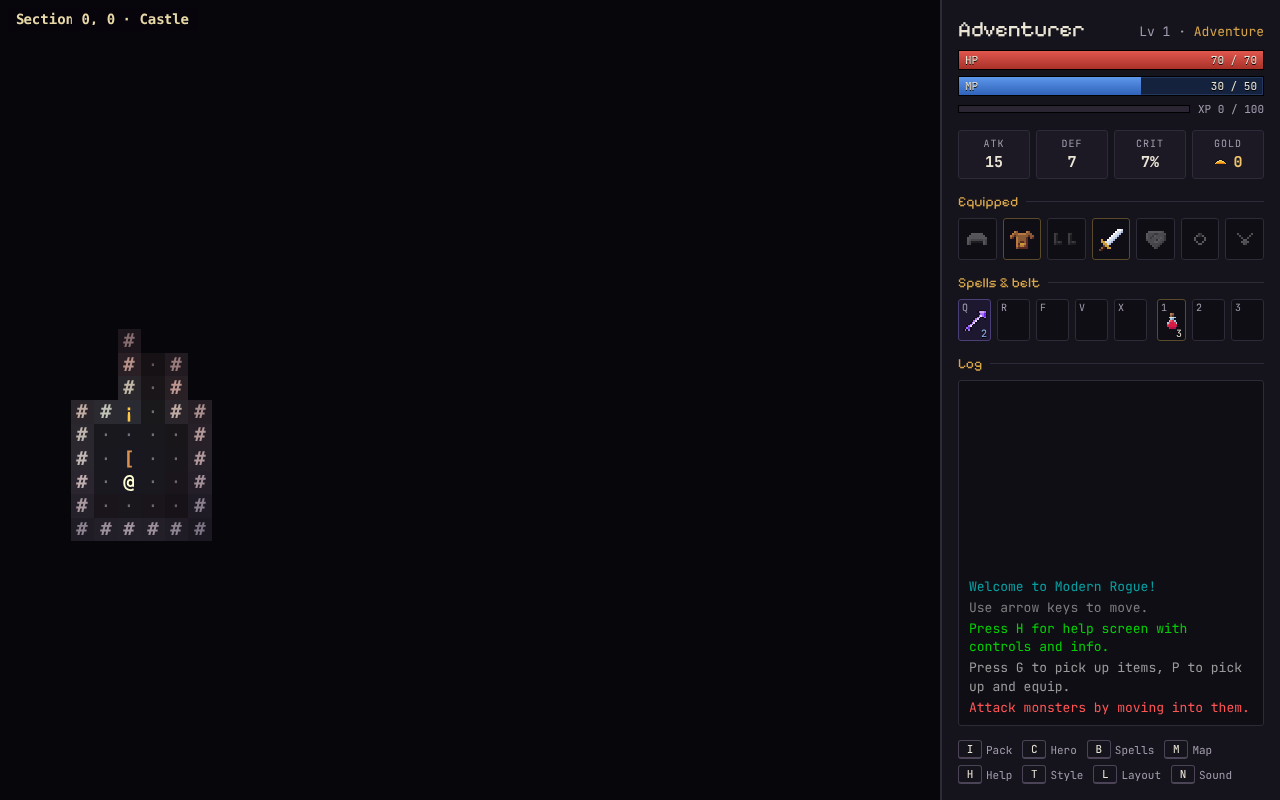 Section 0, 0 · Castle
#
# · #
# · #
# # ¡ · # #
# · · · · #
# · [ · · #
# · @ · · #
# · · · · #
# # # # # #
Adventurer Lv 1 · Adventure
HP 70 / 70
MP 30 / 50
XP 0 / 100
ATK DEF CRIT GOLD
15 7 7% 0
Equipped
Spells & belt
Q R F V X 1 2 3
2 3
Log
Welcome to Modern Rogue!
Use arrow keys to move.
Press H for help screen with
controls and info.
Press G to pick up items, P to pick
up and equip.
Attack monsters by moving into them.
I Pack C Hero B Spells M Map
H Help T Style L Layout N Sound